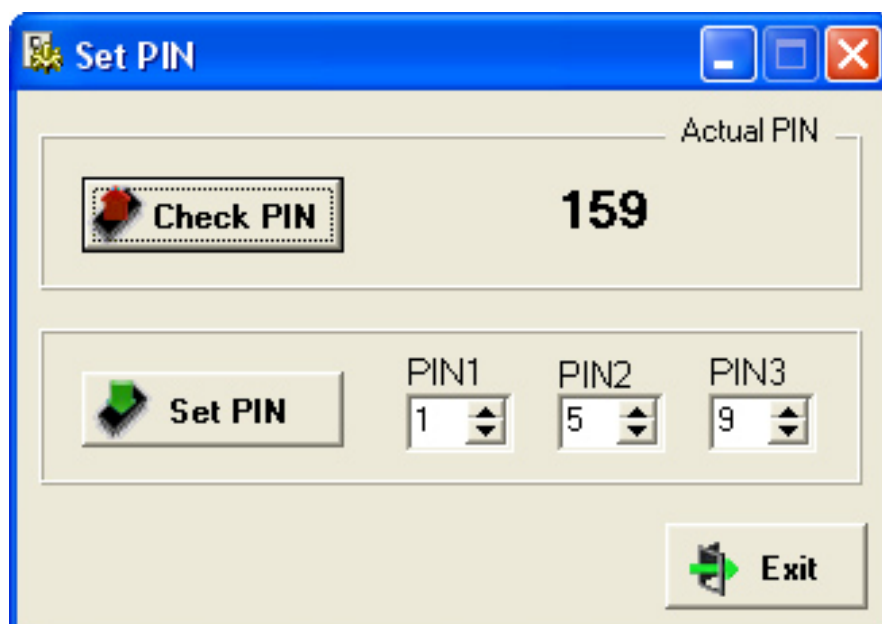 Set PIN
Actual PIN
Check PIN
159
Set PIN
PIN1
PIN2
PIN3
1
5
9
Exit